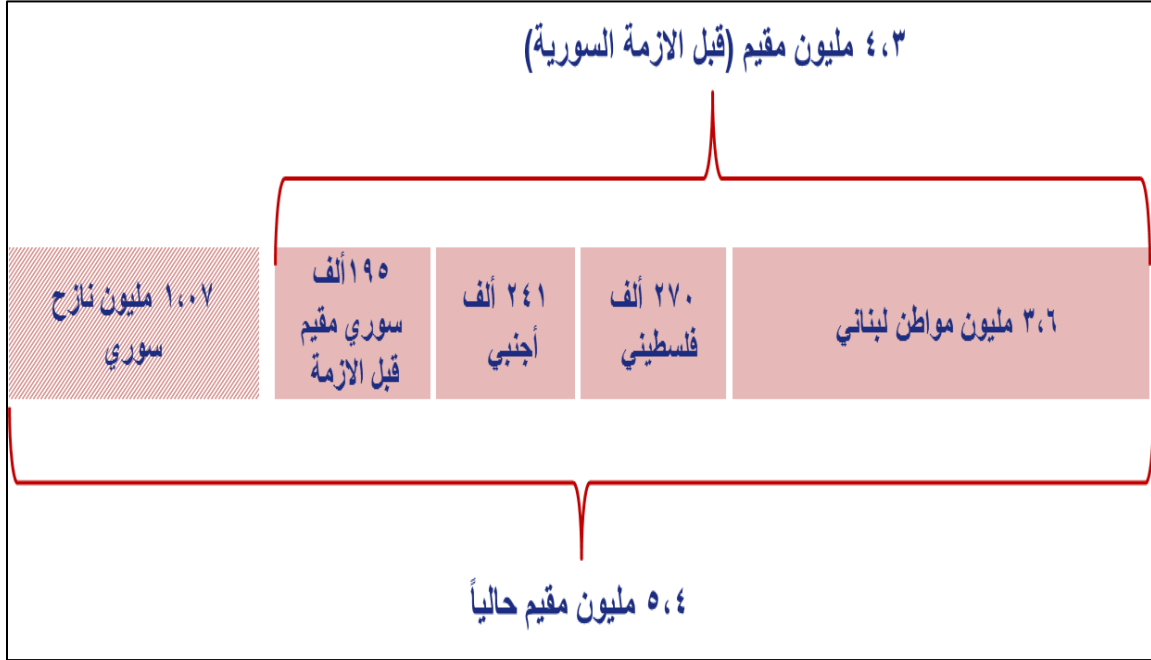 ٤،٣ مليون مقيم (قبل الازمة السورية)
٣،٦ مليون مواطن لبناني
٢٧٠ ألف
فلسطيني
٢٤١ ألف
أجنبي
١٩٥ألف
سوري مقيم
قبل الازمة
١،٠٧ مليون نازح
سوري
٥،٤ مليون مقيم حالياً